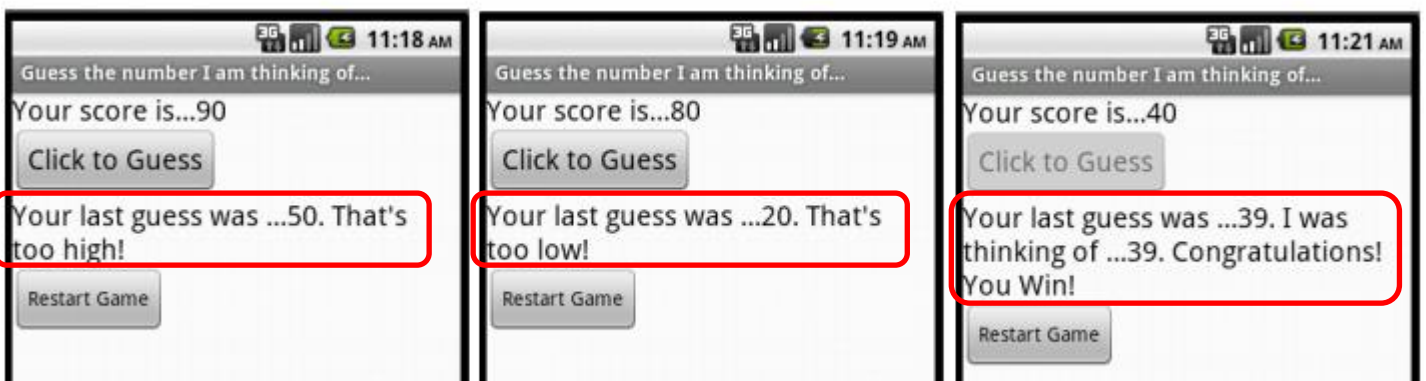 3G 11:18 AM
Guess the number I am thinking of...
Your score is...90
Click to Guess
Your last guess was ...50. That's
too high!
Restart Game
3G 11:19 AM
Guess the number I am thinking of...
Your score is...80
Click to Guess
Your last guess was ...20. That's
too low!
Restart Game
3G 11:21 AM
Guess the number I am thinking of...
Your score is...40
Click to Guess
Your last guess was ...39. I was
thinking of ...39. Congratulations!
You Win!
Restart Game